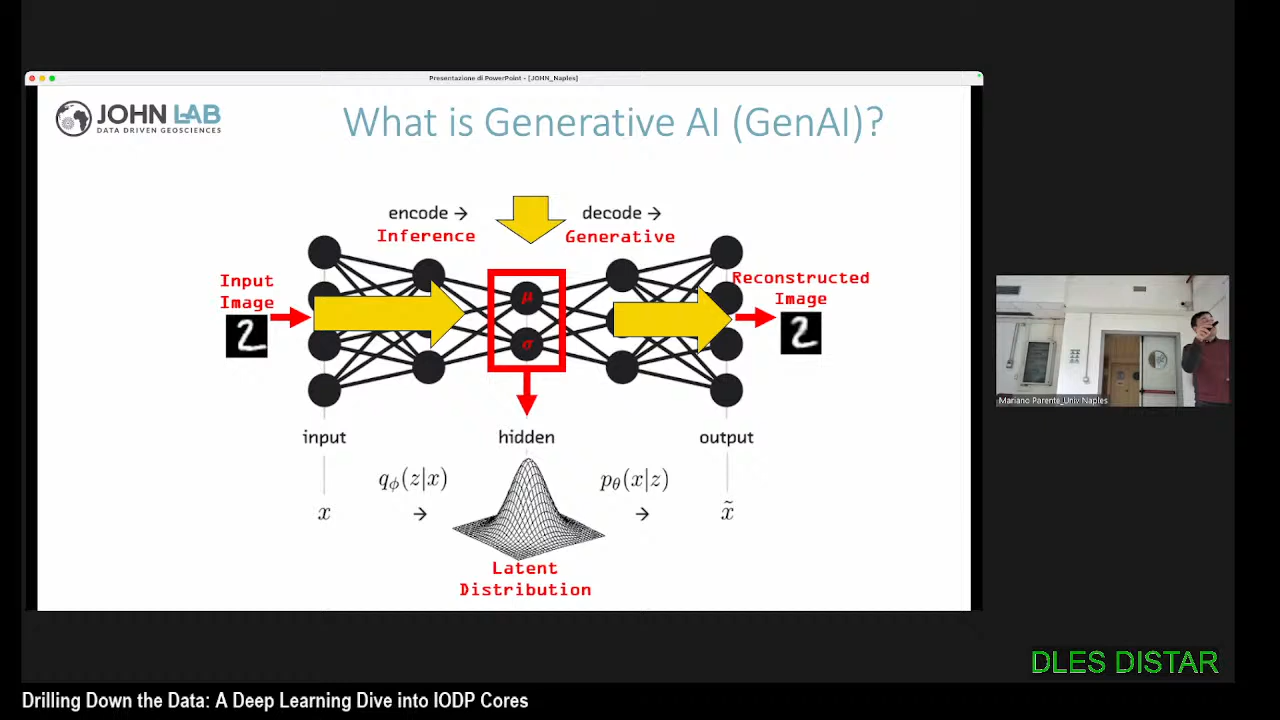 Presentazione di PowerPoint - [JOHN_Naples]
JOHN LAB
DATA DRIVEN GEOSCIENCES
What is Generative AI (GenAI)?
encode →
decode →
Inference
Generative
Input
Image
Reconstructed
Image
2
μ
σ
2
input
hidden
output
qϕ(z|x)
pθ(x|z)
x
→
→
x̃
Latent
Distribution
Mariano Parente_Univ Naples
DLES DISTAR
Drilling Down the Data: A Deep Learning Dive into IODP Cores